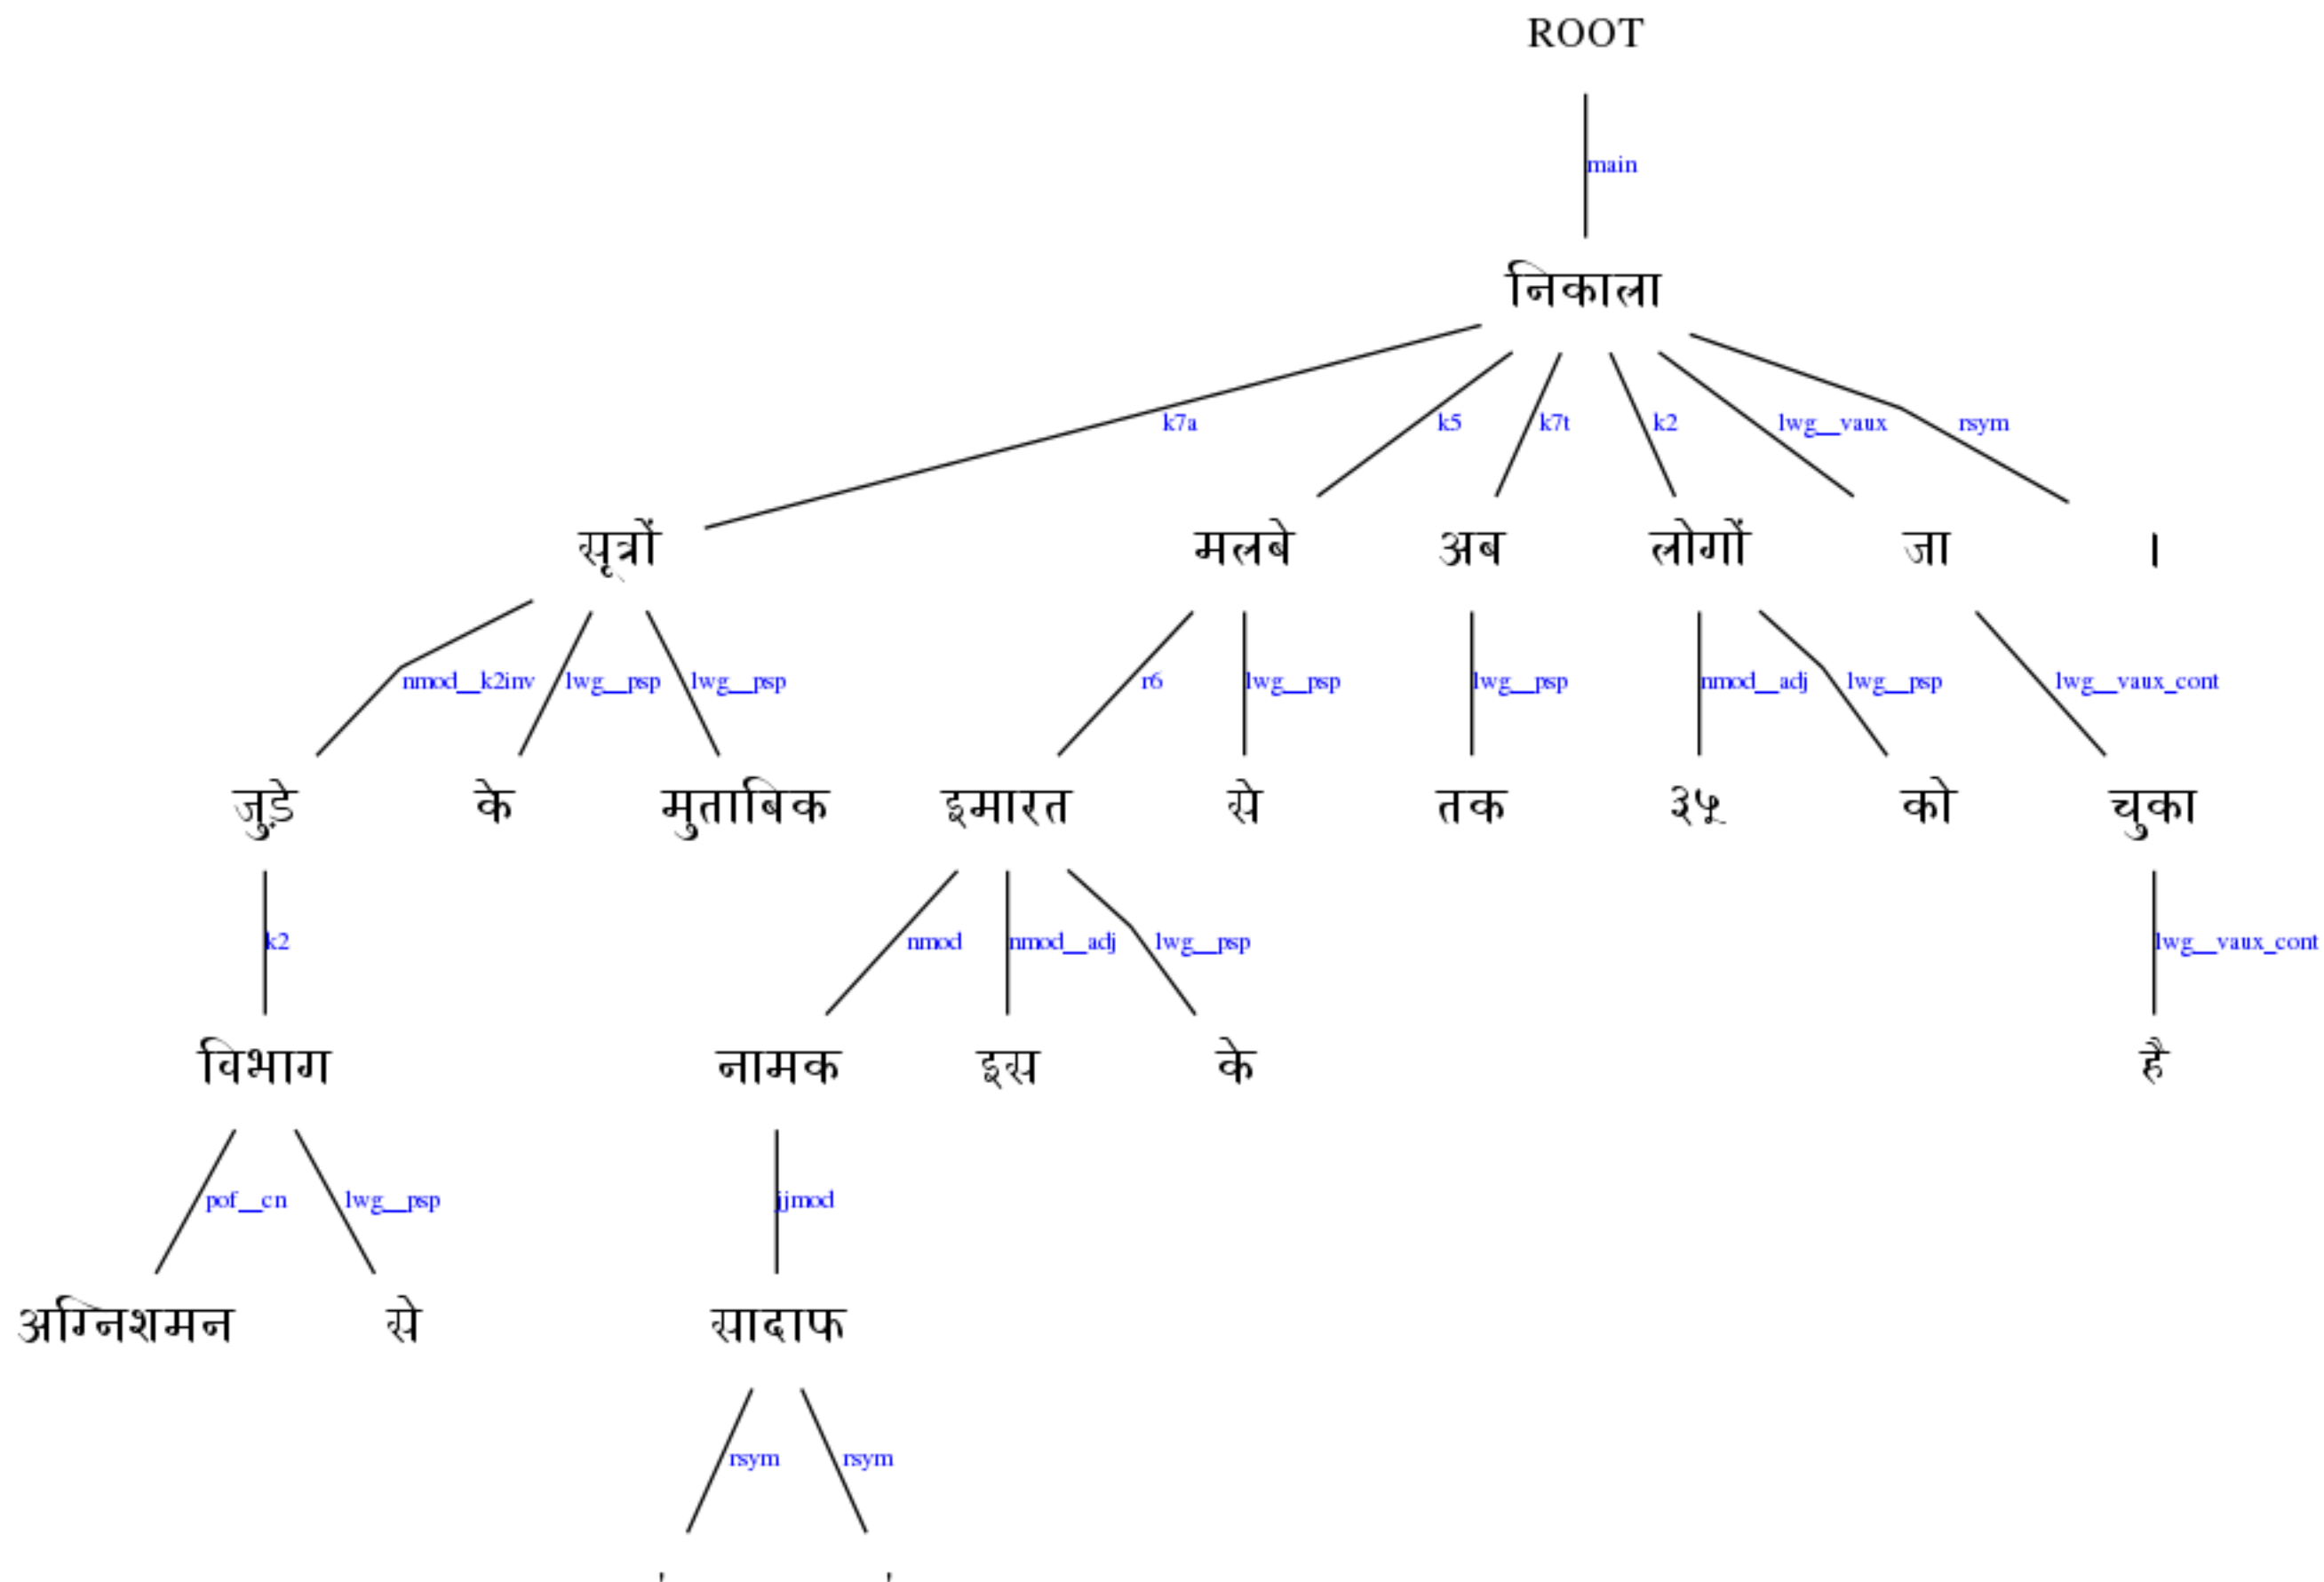 ROOT
main
निकाला
k7a k5 k7t k2 lwg__vaux rsym
सूत्रों मलबे अब लोगों जा ।
nmod__k2inv lwg__psp lwg__psp r6 lwg__psp lwg__psp nmod__adj lwg__psp lwg__vaux_cont
जुड़े के मुताबिक इमारत से तक ३५ को चुका
k2 nmod nmod__adj lwg__psp lwg__vaux_cont
विभाग नामक इस के है
pof__cn lwg__psp jjmod
अग्निशमन से सादाफ
rsym rsym
' '